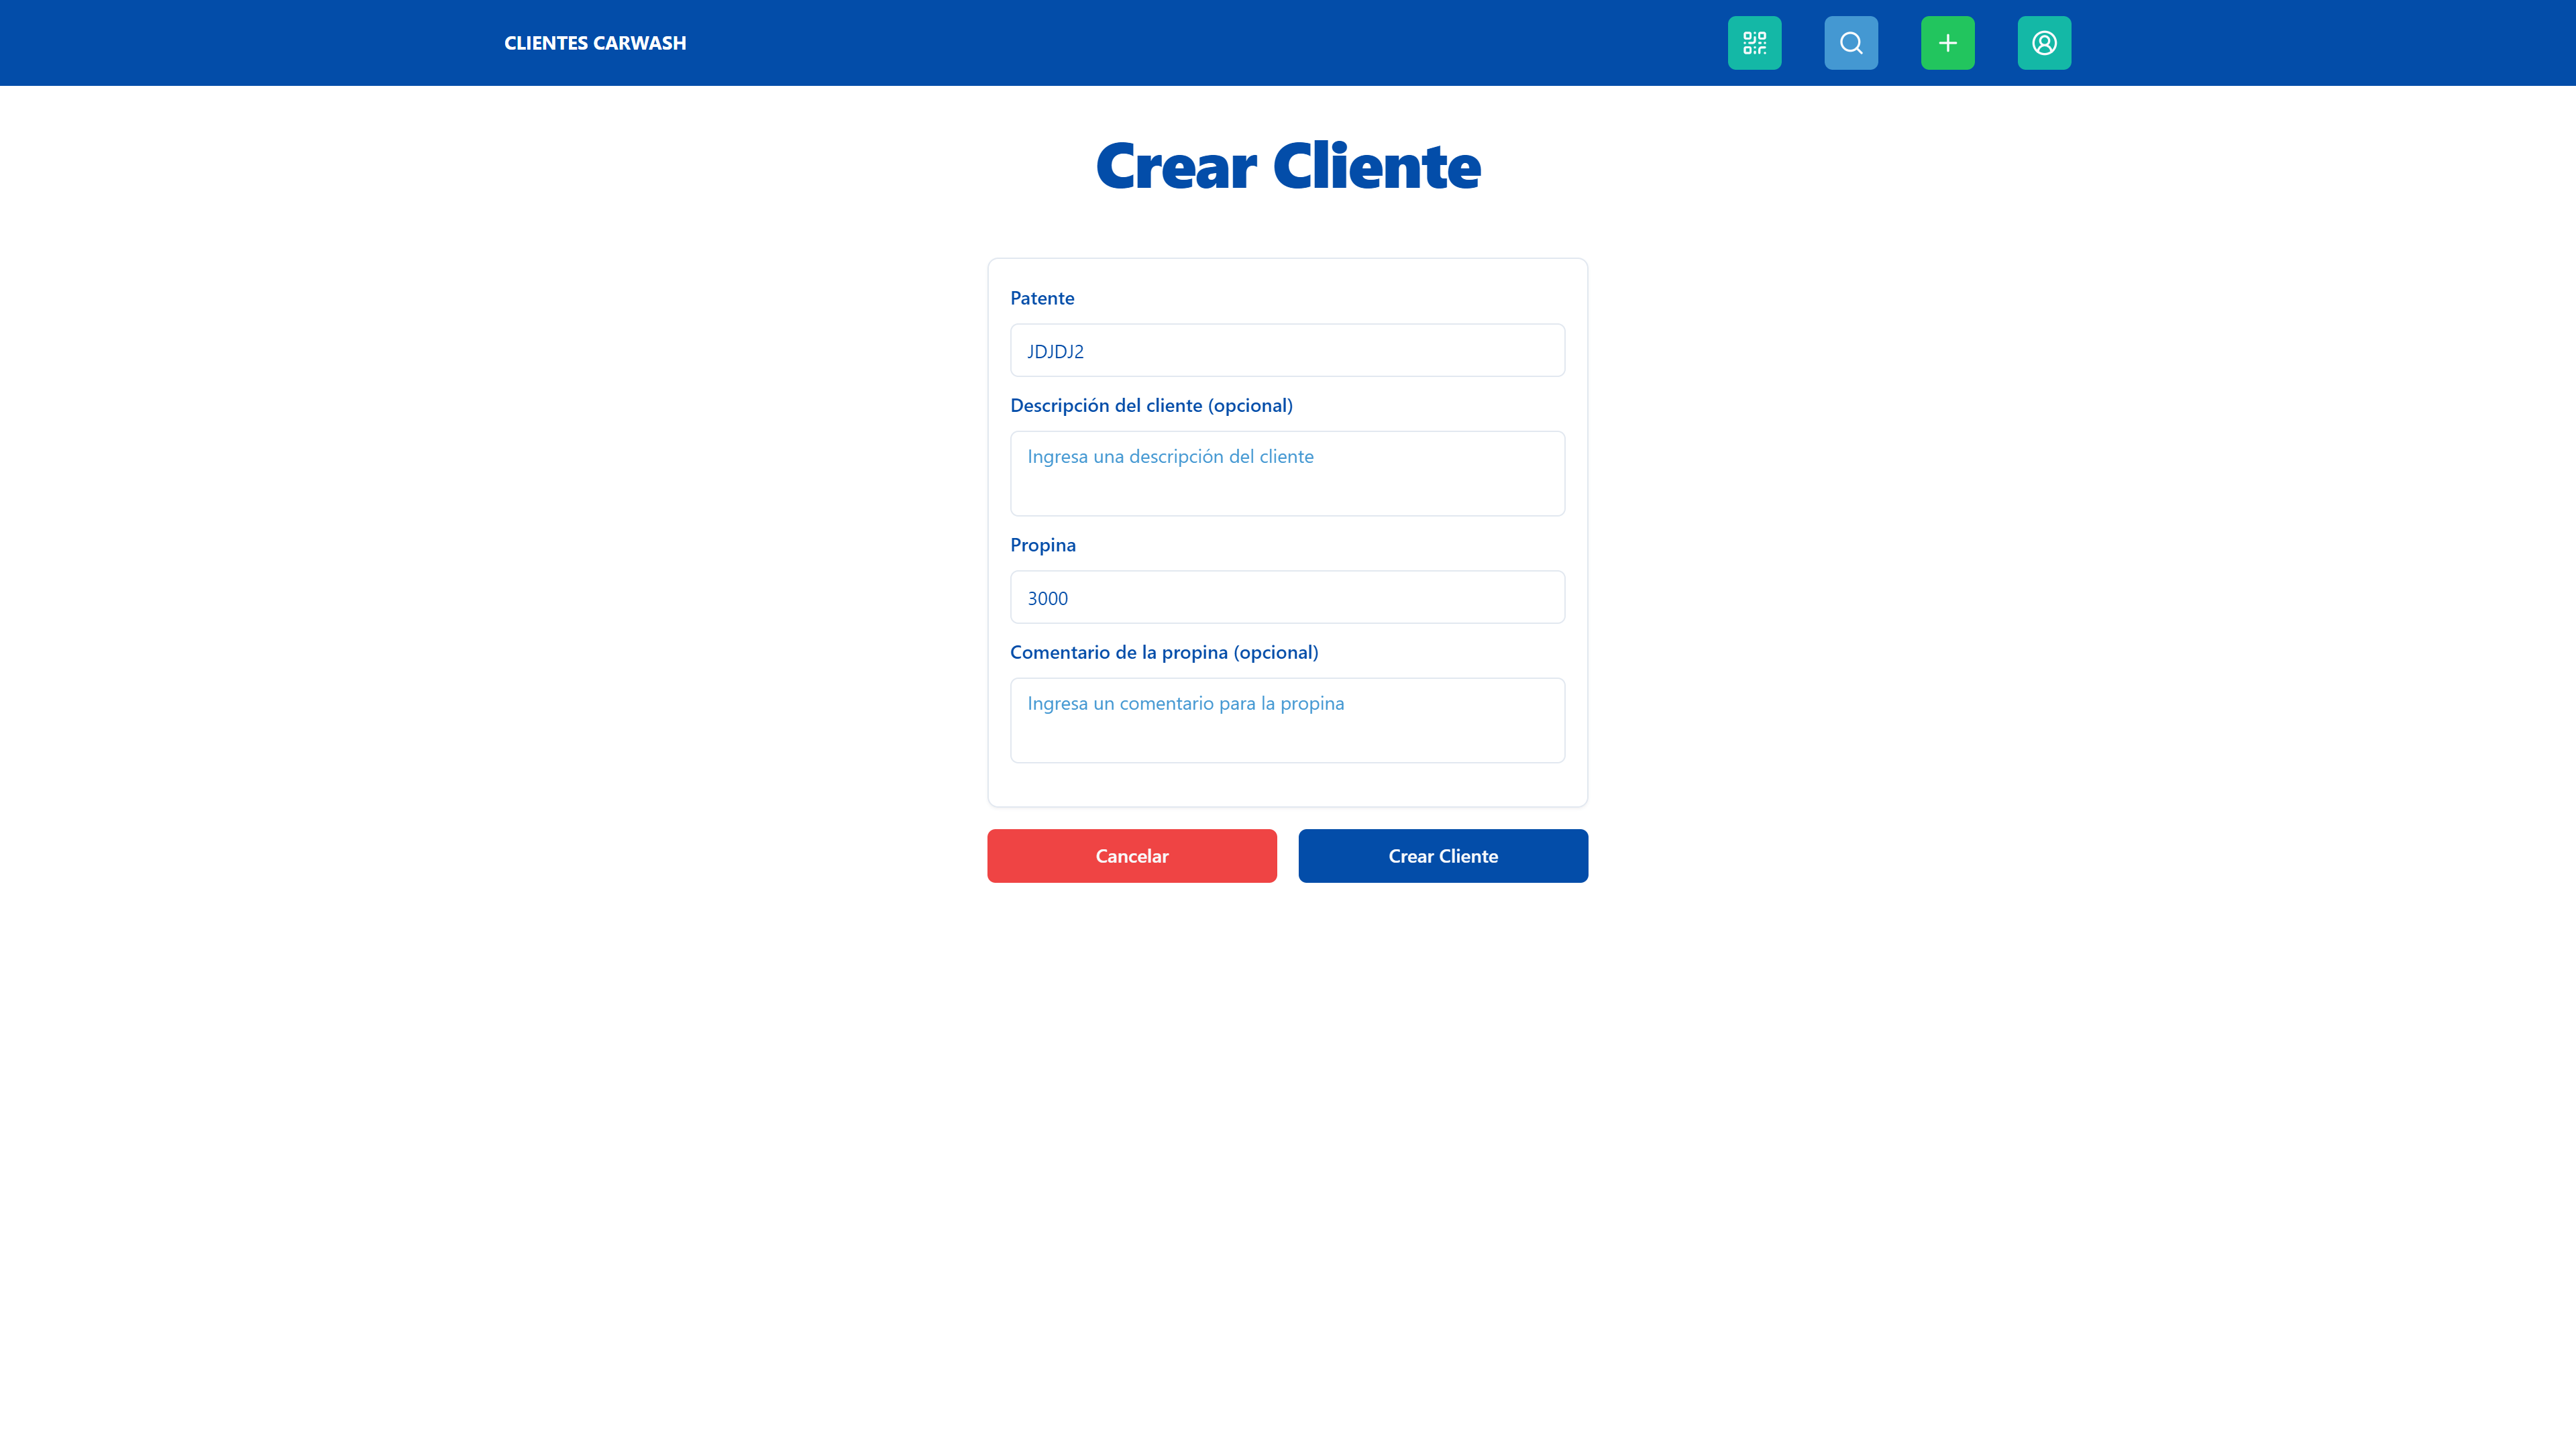 CLIENTES CARWASH
Crear Cliente
Patente
JDJDJ2
Descripción del cliente (opcional)
Ingresa una descripción del cliente
Propina
3000
Comentario de la propina (opcional)
Ingresa un comentario para la propina
Cancelar
Crear Cliente